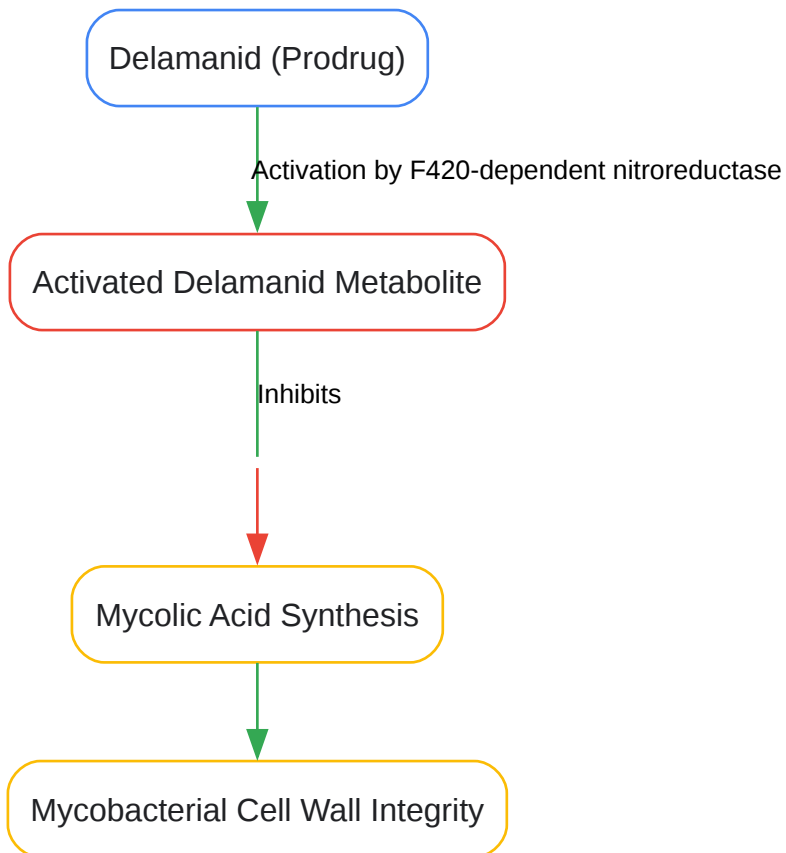 Delamanid (Prodrug)
Activation by F420-dependent nitroreductase
Activated Delamanid Metabolite
Inhibits
Mycolic Acid Synthesis
Mycobacterial Cell Wall Integrity